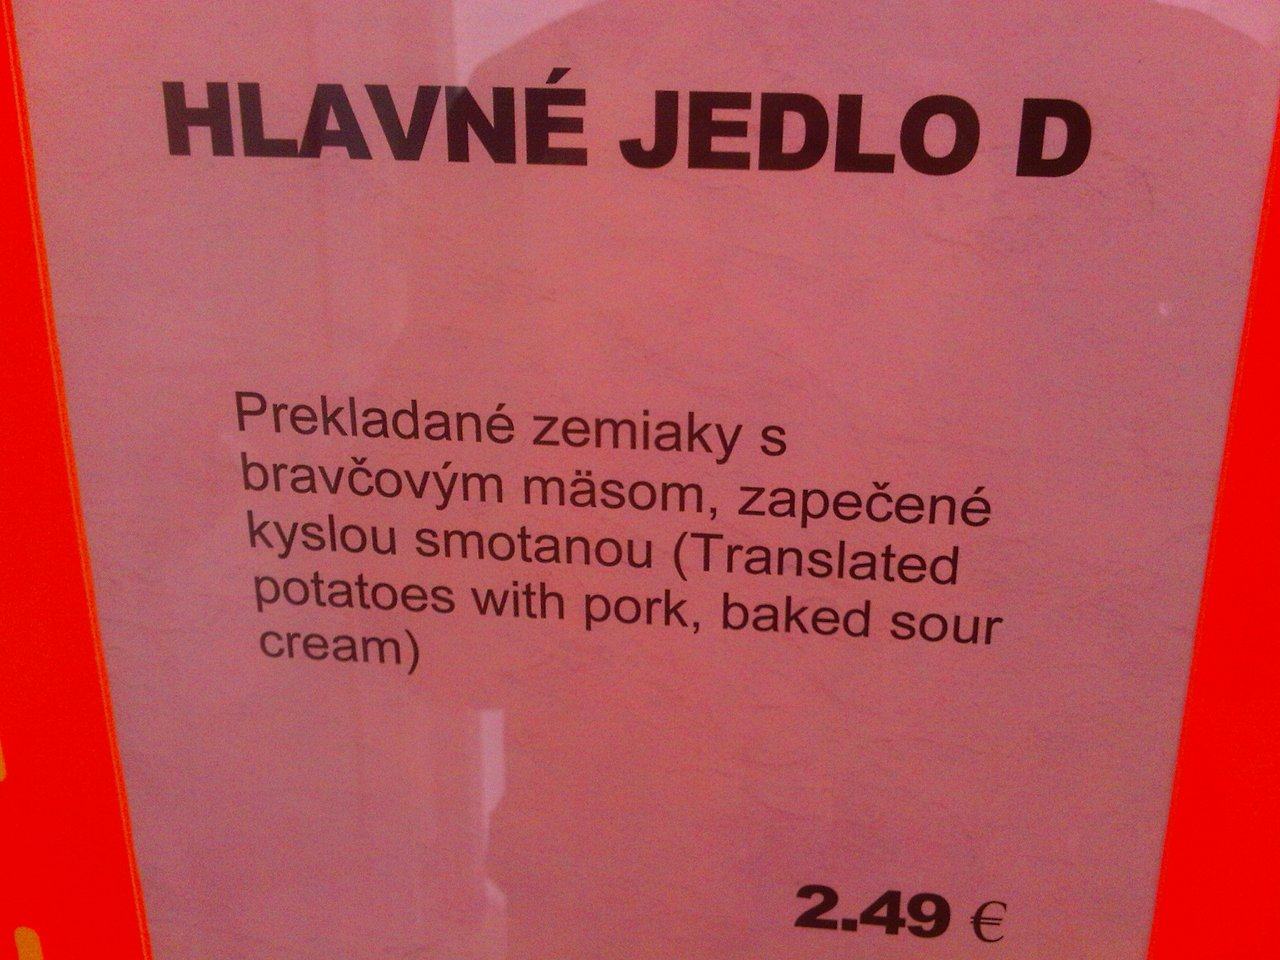 HLAVNÉ JEDLO D
Prekladané zemiaky s
bravčovým mäsom, zapečené
kyslou smotanou (Translated
potatoes with pork, baked sour
cream)
2.49 €